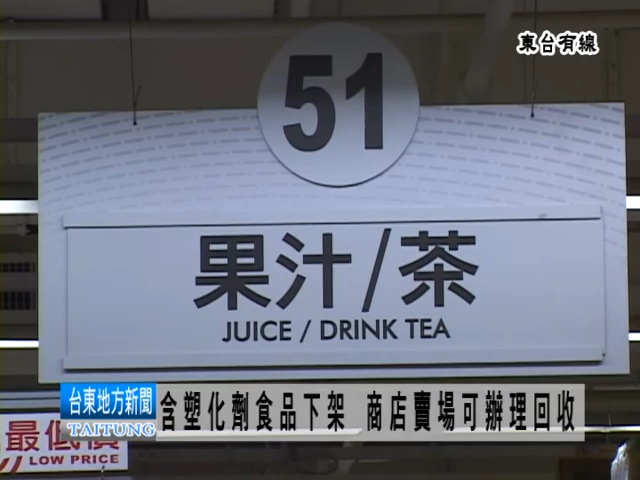 東台有線
51
果汁/茶
JUICE / DRINK TEA
台東地方新聞
TAITUNG
含塑化劑食品下架 商店賣場可辦理回收
最低價
LOW PRICE